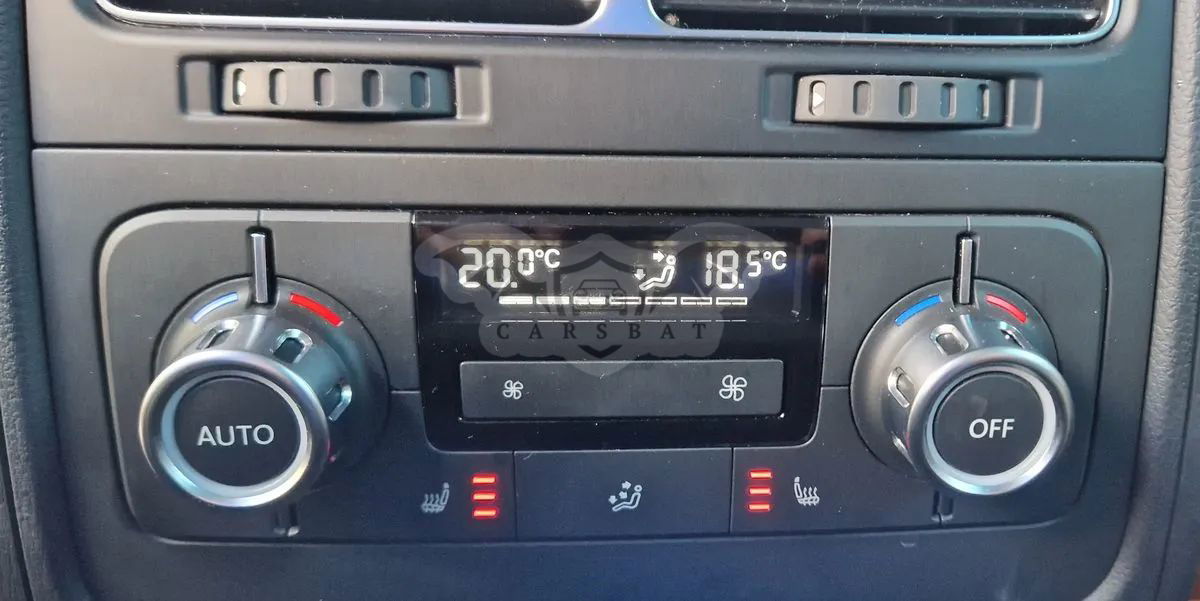 20.0°C 18.5°C
CARSBAT
AUTO
OFF